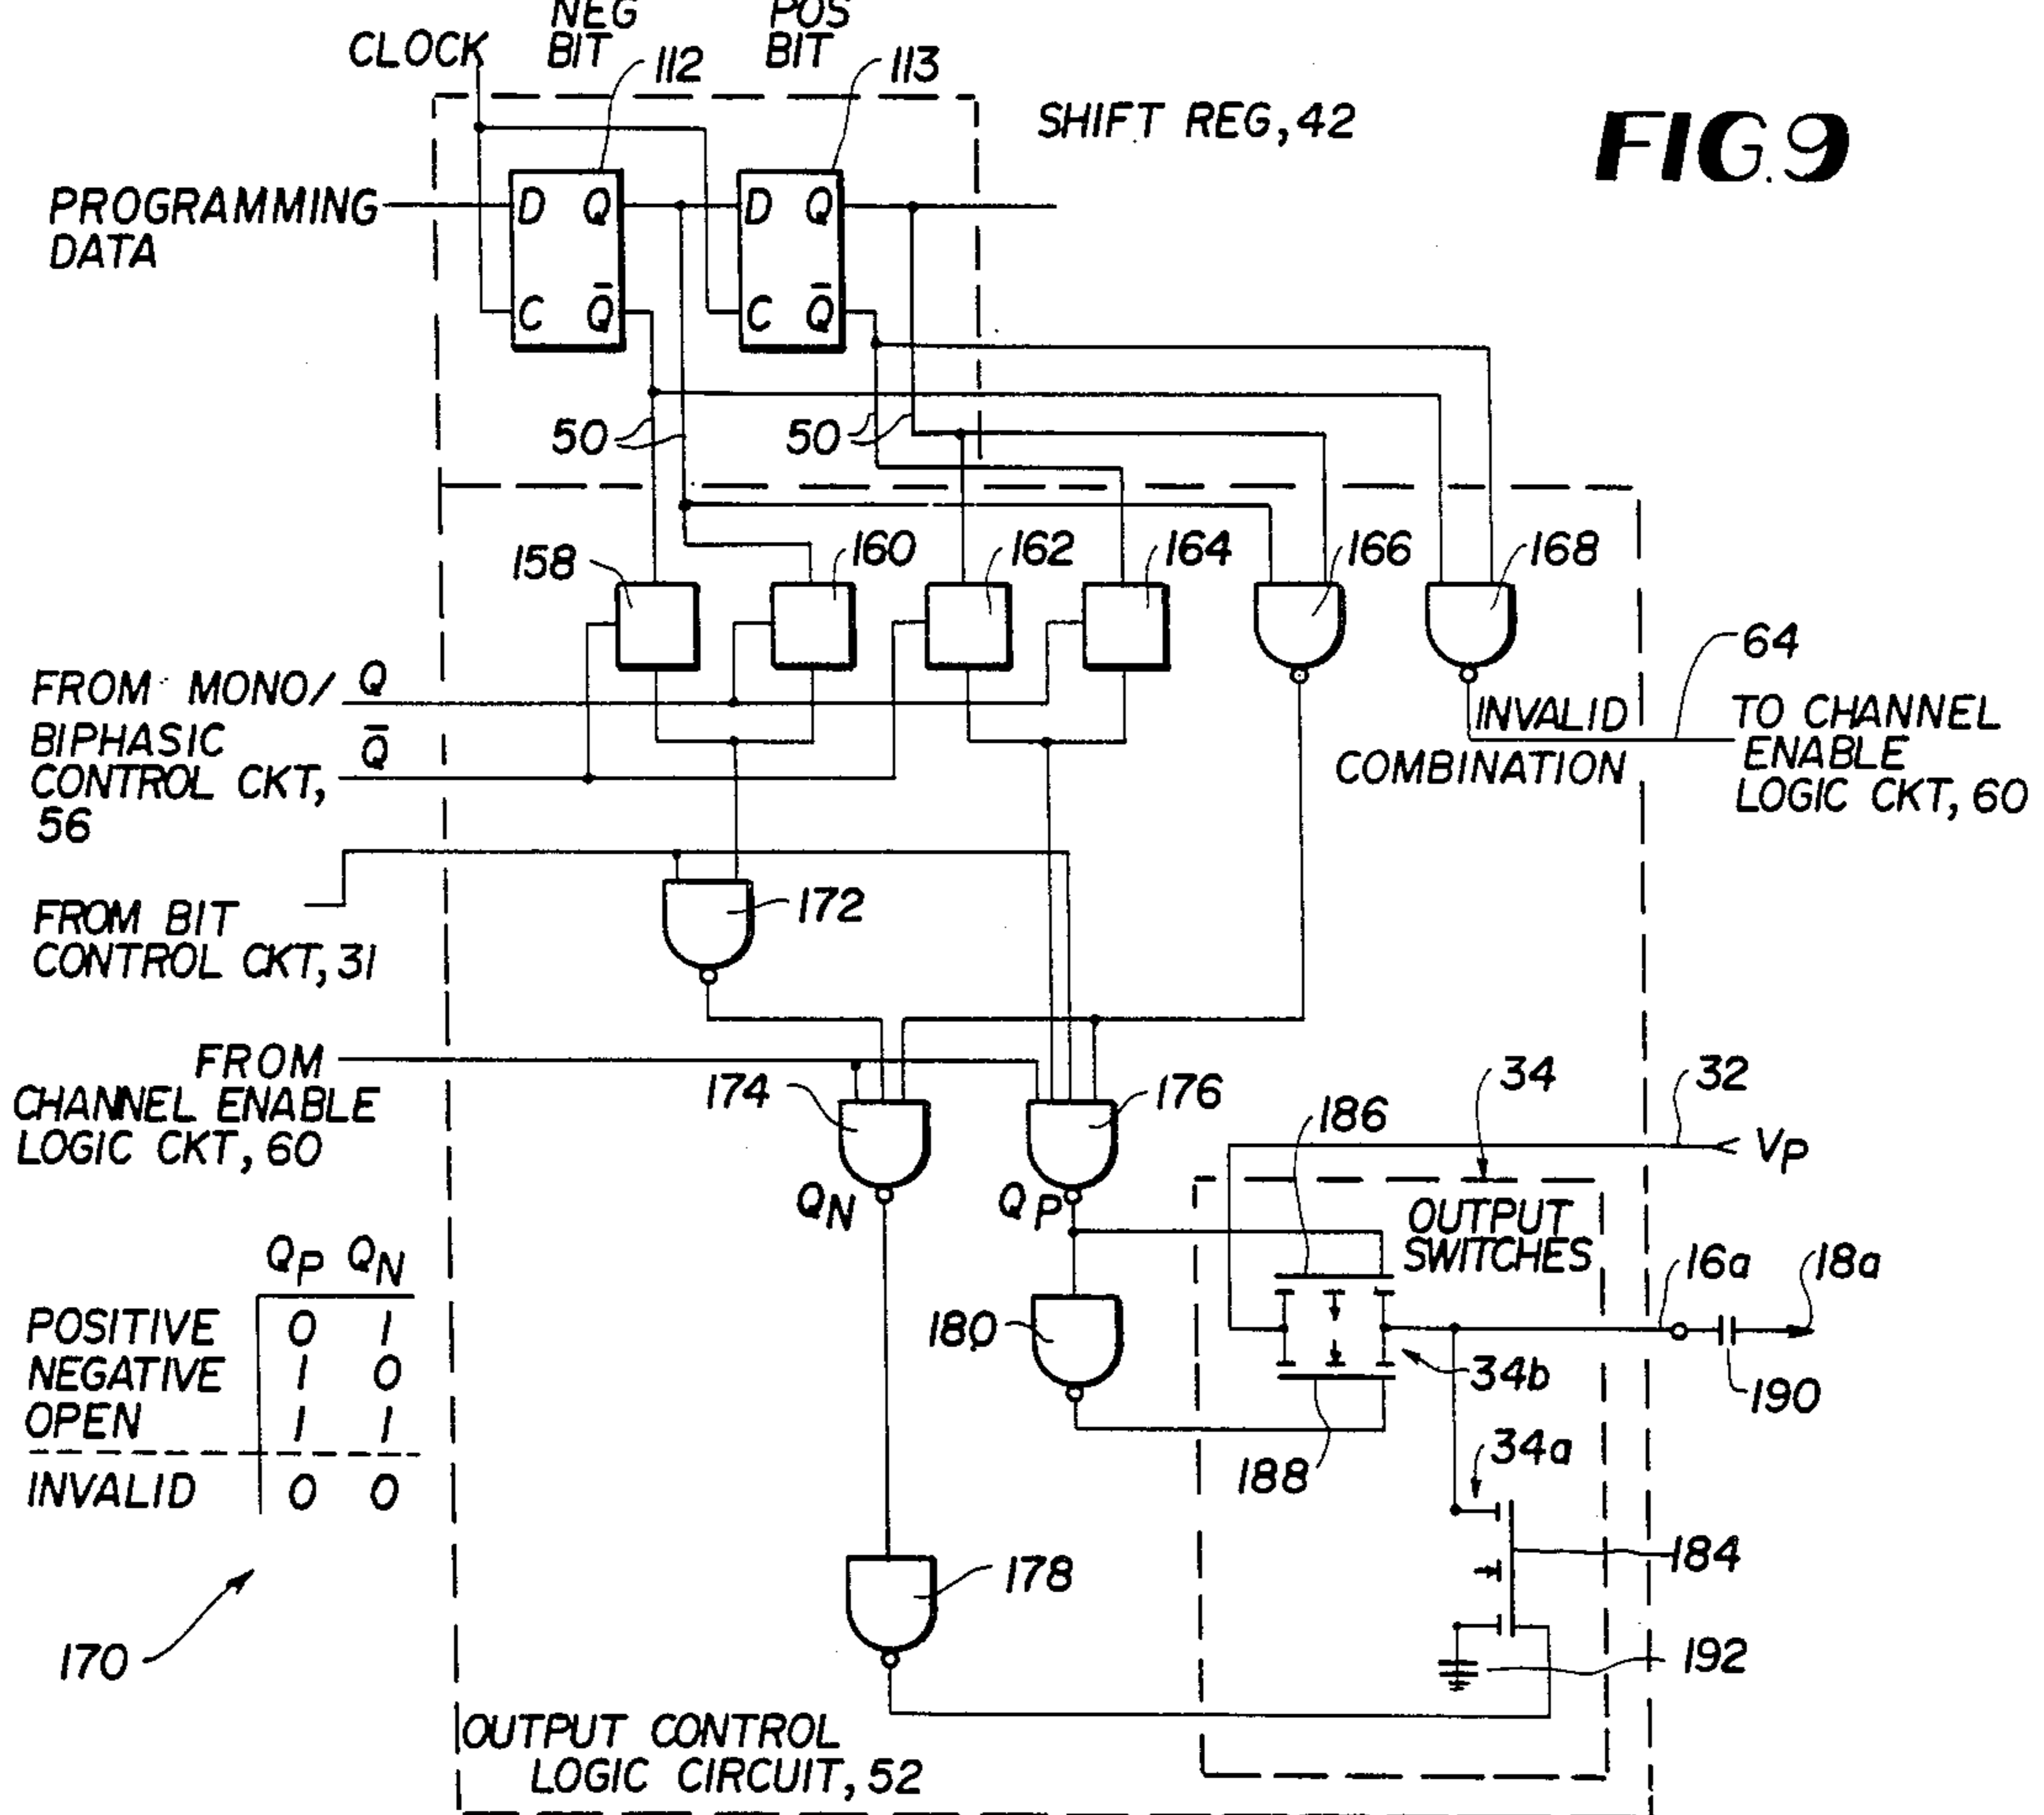 NEG
BIT
POS
BIT
CLOCK
112
113
SHIFT REG, 42
FIG. 9
PROGRAMMING
DATA
D Q
C Q̅
D Q
C Q̅
50
50
158
160
162
164
166
168
64
FROM MONO/
BIPHASIC
CONTROL CKT,
56
Q
Q̅
INVALID
COMBINATION
TO CHANNEL
ENABLE
LOGIC CKT, 60
FROM BIT
CONTROL CKT, 31
172
FROM
CHANNEL ENABLE
LOGIC CKT, 60
174
176
QN
QP
186
34
32
VP
OUTPUT
SWITCHES
16a
18a
180
34b
190
188
34a
184
192
178
QP QN
POSITIVE 0 1
NEGATIVE 1 0
OPEN 1 1
INVALID 0 0
170
OUTPUT CONTROL
LOGIC CIRCUIT, 52